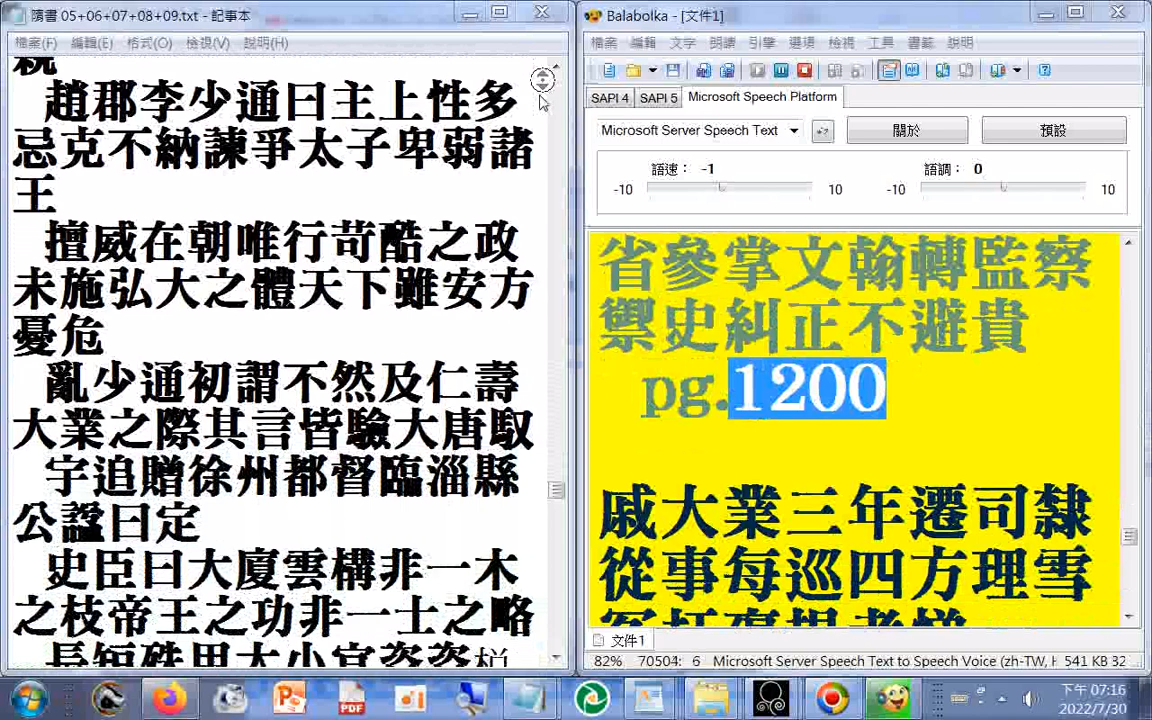 隋書 05+06+07+08+09.txt - 記事本
檔案(F) 編輯(E) 格式(O) 檢視(V) 說明(H)
趙郡李少通曰主上性多
忌克不納諫爭太子卑弱諸
王
擅威在朝唯行苛酷之政
未施弘大之體天下雖安方
憂危
亂少通初謂不然及仁壽
大業之際其言皆驗大唐馭
宇追贈徐州都督臨淄縣
公諡曰定
史臣曰大廈雲構非一木
之枝帝王之功非一士之略
長短殊用大小宜
Balabolka - [文件1]
檔案 編輯 文字 朗讀 引擎 選項 檢視 工具 書籤 說明
SAPI 4 SAPI 5 Microsoft Speech Platform
Microsoft Server Speech Text 關於 預設
語速： -1 語調： 0
-10 10 -10 10
省參掌文翰轉監察
禦史糾正不避貴
pg.1200
戚大業三年遷司隸
從事每巡四方理雪
文件1
82% 70504: 6 Microsoft Server Speech Text to Speech Voice (zh-TW, H 541 KB 32
PDF
下午 07:16
2022/7/30